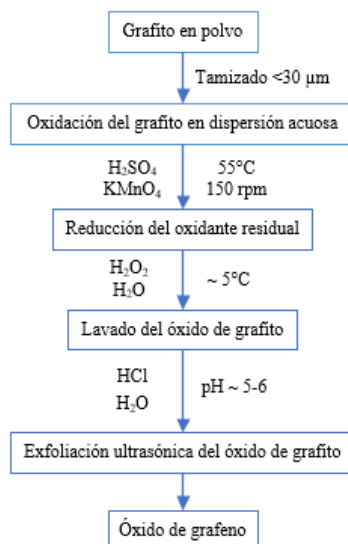 Grafito en polvo
Tamizado <30 µm
Oxidación del grafito en dispersión acuosa
H₂SO₄ 55°C
KMnO₄ 150 rpm
Reducción del oxidante residual
H₂O₂
H₂O
~ 5°C
Lavado del óxido de grafito
HCl
H₂O
pH ~ 5-6
Exfoliación ultrasónica del óxido de grafito
Óxido de grafeno